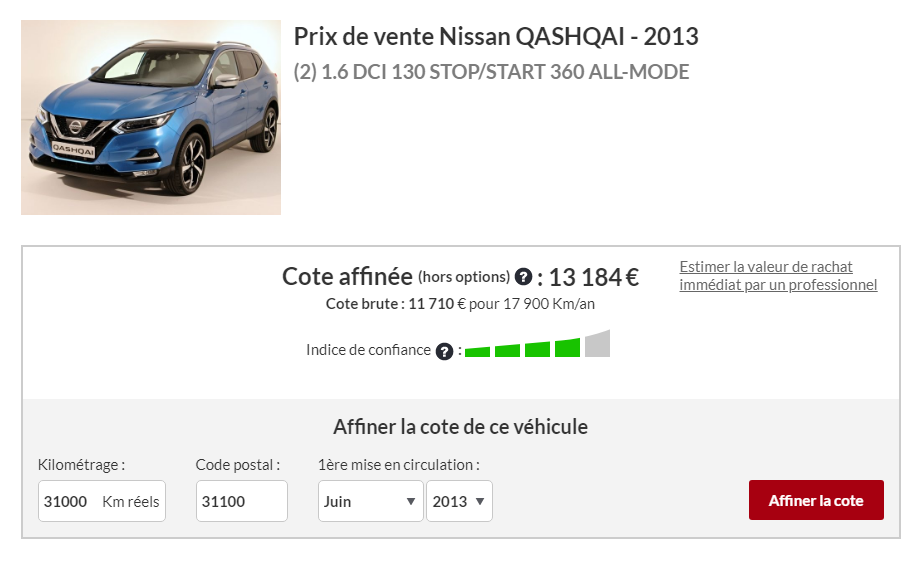 Prix de vente Nissan QASHQAI - 2013
(2) 1.6 DCI 130 STOP/START 360 ALL-MODE
QASHQAI
Cote affinée (hors options) ? : 13 184 €
Cote brute : 11 710 € pour 17 900 Km/an
Estimer la valeur de rachat
immédiat par un professionnel
Indice de confiance ? :
Affiner la cote de ce véhicule
Kilométrage : Code postal : 1ère mise en circulation :
31000 Km réels 31100 Juin 2013 Affiner la cote